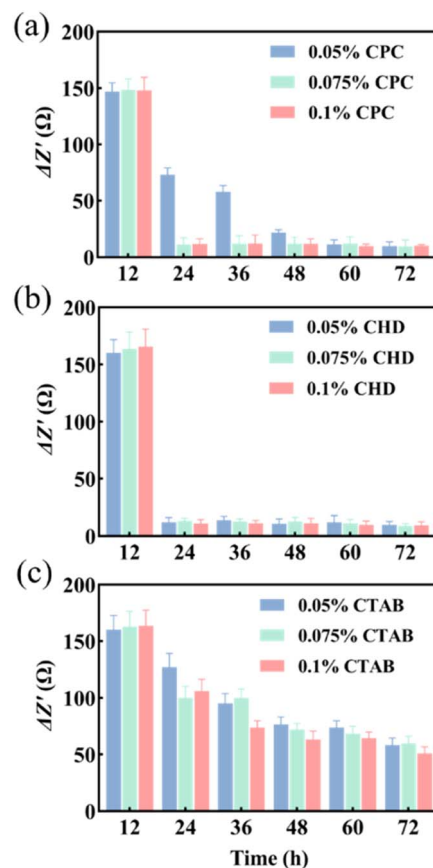 (a)
200
150
100
50
0
ΔZ' (Ω)
0.05% CPC
0.075% CPC
0.1% CPC
12 24 36 48 60 72
(b)
200
150
100
50
0
ΔZ' (Ω)
0.05% CHD
0.075% CHD
0.1% CHD
12 24 36 48 60 72
(c)
200
150
100
50
0
ΔZ' (Ω)
0.05% CTAB
0.075% CTAB
0.1% CTAB
12 24 36 48 60 72
Time (h)